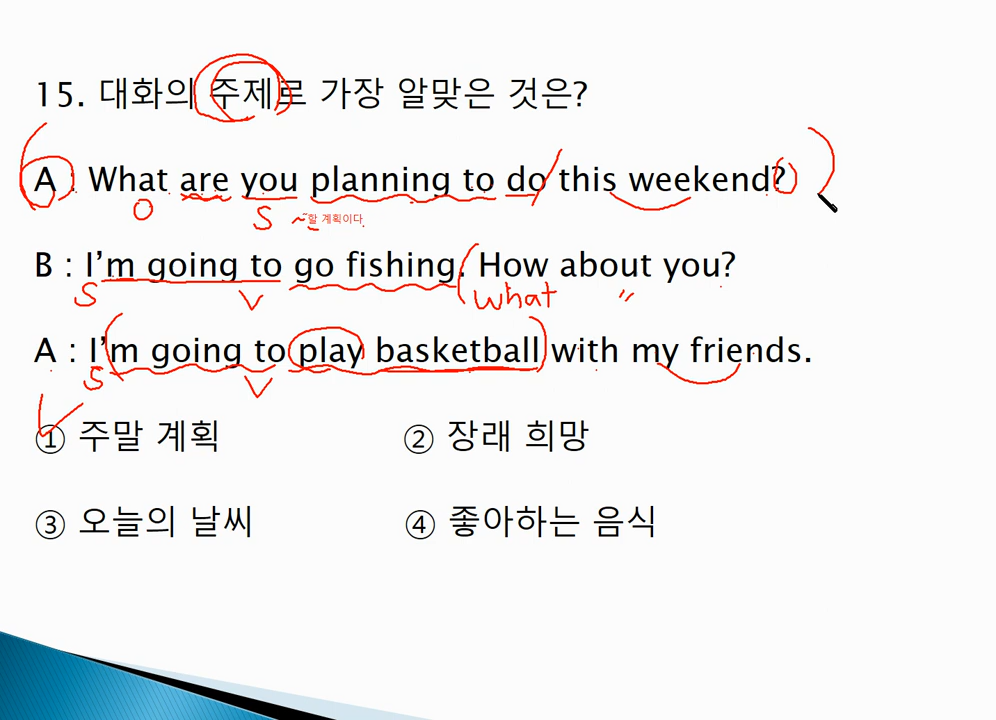 15. 대화의 주제로 가장 알맞은 것은?
A : What are you planning to do this weekend?
O S ~할 계획이다.
B : I'm going to go fishing. How about you?
S V What "
A : I'm going to play basketball with my friends.
S V
① 주말 계획 ② 장래 희망
③ 오늘의 날씨 ④ 좋아하는 음식